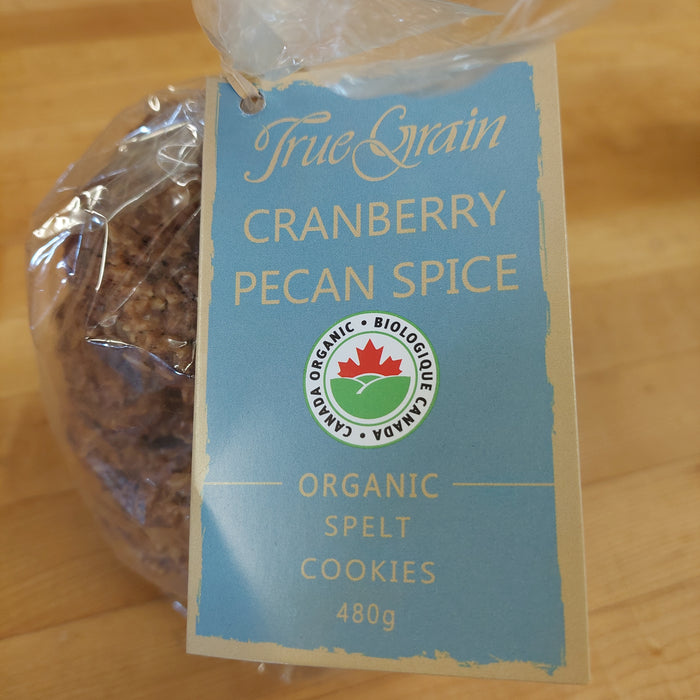 True Grain
CRANBERRY
PECAN SPICE
CANADA ORGANIC • BIOLOGIQUE CANADA •
ORGANIC
SPELT
COOKIES
480g